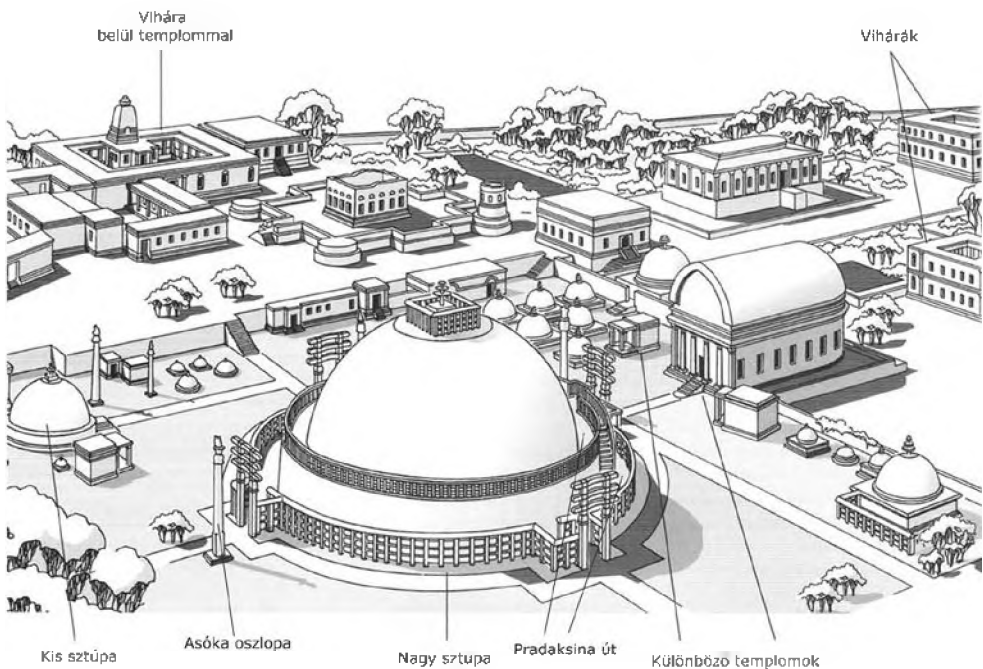 Vihára
belül templommal
Vihárák
Kis sztúpa
Asóka oszlopa
Nagy sztupa
Pradaksina út
Különbözo templomok